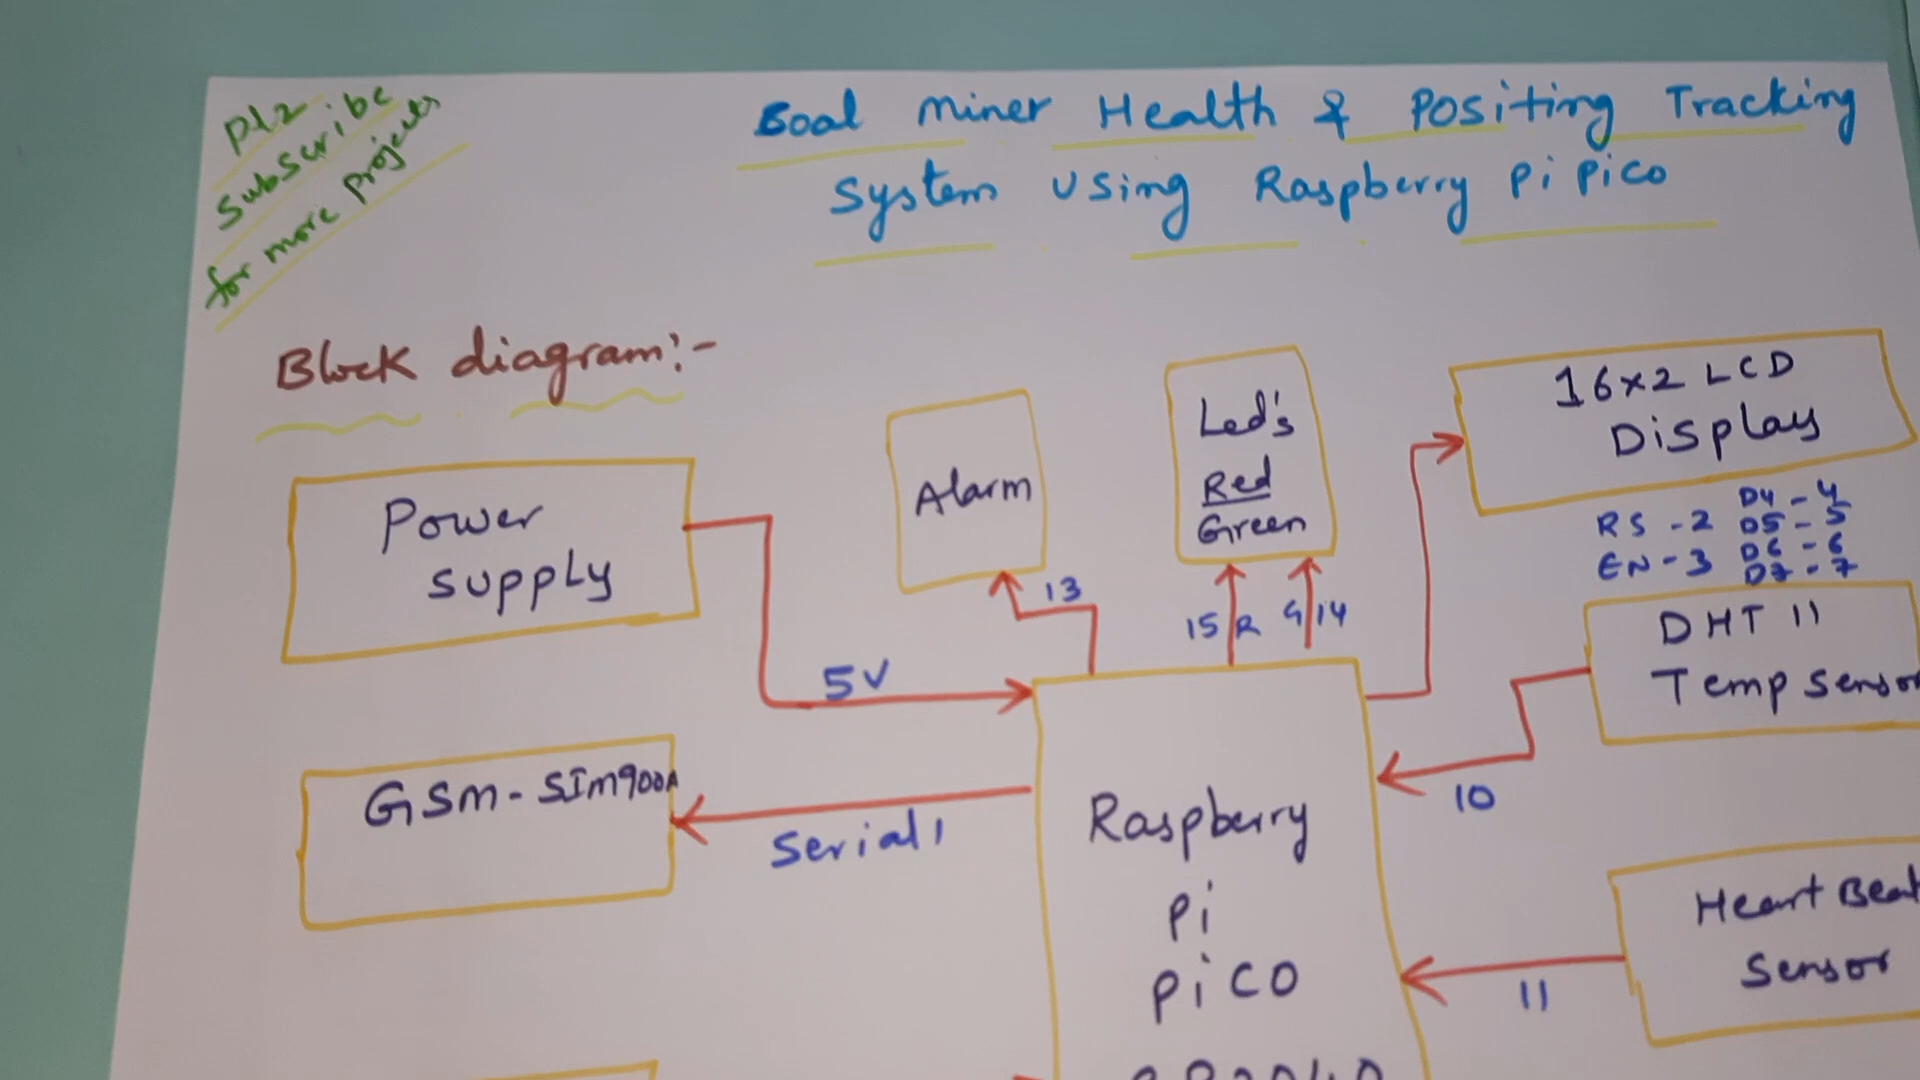 Plz
subscribe
for more projects
Coal miner Health & Positing Tracking
System Using Raspberry Pi Pico
Block diagram:-
Power
supply
Alarm
Led's
Red
Green
16x2 LCD
Display
RS - 2
EN - 3
D4 - 4
D5 - 5
D6 - 6
D7 - 7
13
15 R
G 14
5V
DHT 11
Temp Sensor
10
GSM - SIM900A
Serial1
Raspberry
Pi
Pico
Heart Beat
Sensor
11